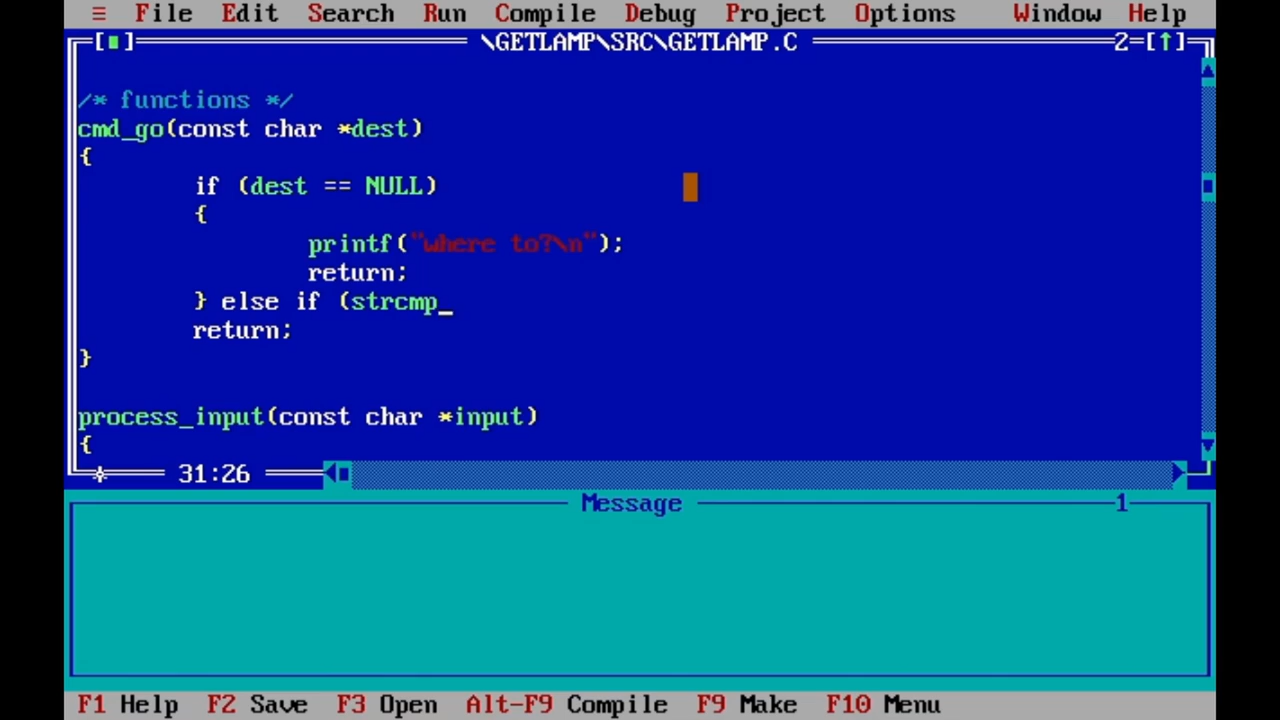 ≡ File Edit Search Run Compile Debug Project Options Window Help
[■] \GETLAMP\SRC\GETLAMP.C 2=[↑]
/* functions */
cmd_go(const char *dest)
{
if (dest == NULL)
{
printf("where to?\n");
return;
} else if (strcmp_
return;
}
process_input(const char *input)
{
31:26
Message 1
F1 Help F2 Save F3 Open Alt-F9 Compile F9 Make F10 Menu